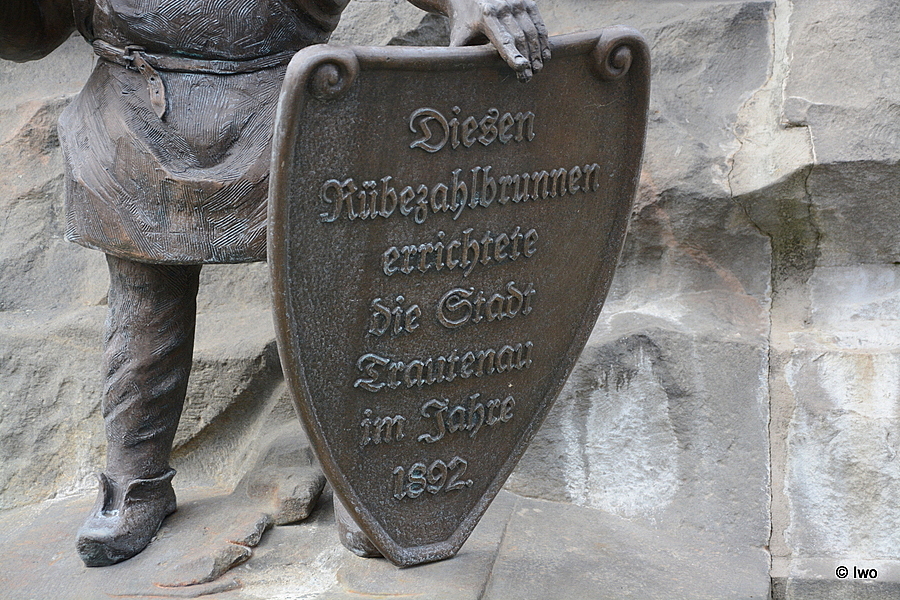 Diesen
Rübezahlbrunnen
errichtete
die Stadt
Trautenau
im Jahre
1892.
© Iwo